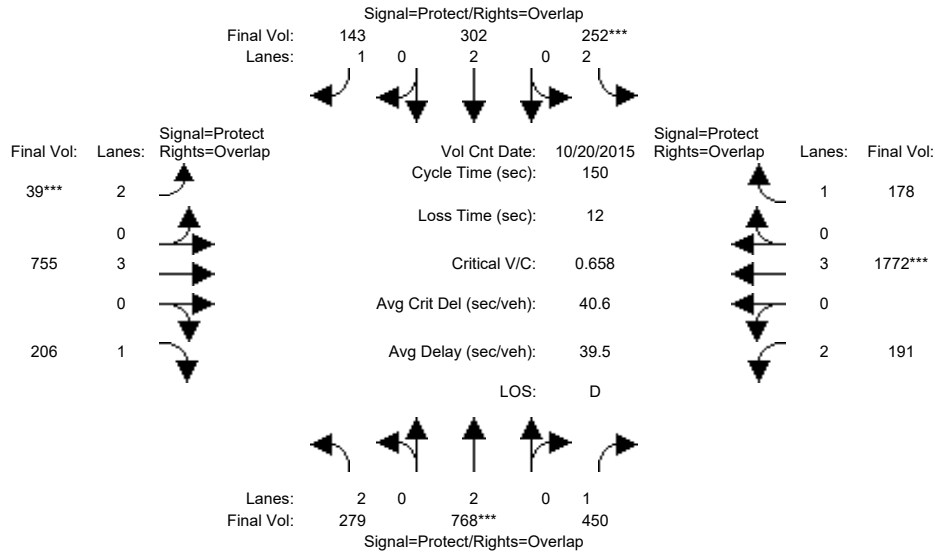 Signal=Protect/Rights=Overlap
Final Vol: 143 302 252***
Lanes: 1 0 2 0 2
Signal=Protect
Final Vol: Lanes: Rights=Overlap
Vol Cnt Date: 10/20/2015
Signal=Protect
Rights=Overlap Lanes: Final Vol:
Cycle Time (sec): 150
39*** 2
1 178
Loss Time (sec): 12
0
0
755 3
Critical V/C: 0.658
3 1772***
0
Avg Crit Del (sec/veh): 40.6
0
206 1
Avg Delay (sec/veh): 39.5
2 191
LOS: D
Lanes: 2 0 2 0 1
Final Vol: 279 768*** 450
Signal=Protect/Rights=Overlap